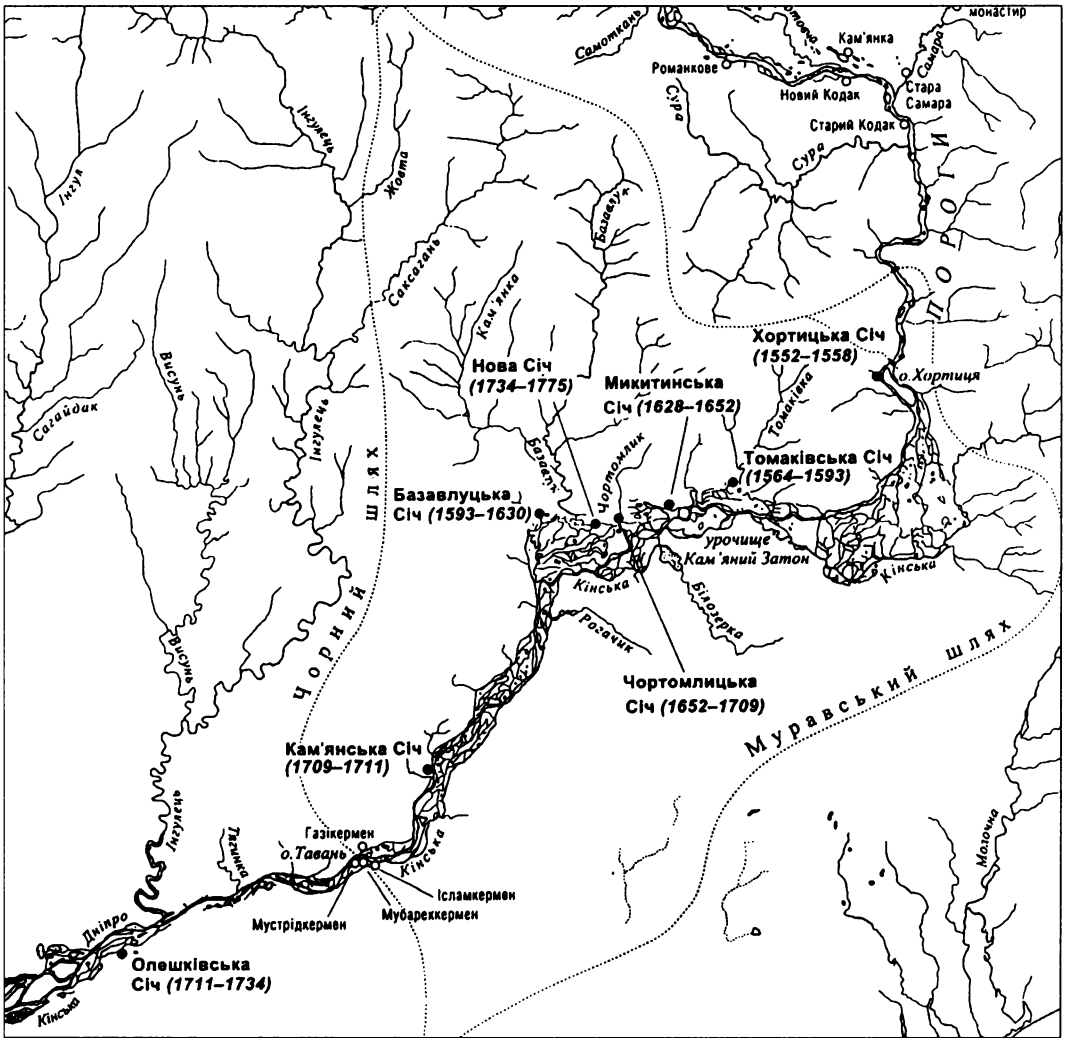 монастир
Самоткань
Кам'янка
Самара
Романкове
Новий Кодак
Стара
Самара
Старий Кодак
Сура
Сура
ПОРОГИ
Інгулець
Жовта
Інгул
Базавлук
Саксагань
Кам'янка
Хортицька Січ
(1552–1558)
о.Хортиця
Нова Січ
(1734–1775)
Микитинська
Січ (1628–1652)
Томаківка
Висунь
Сагайдак
Інгулець
Базавлук
Чортомлик
Томаківська Січ
(1564–1593)
Базавлуцька
Січ (1593–1630)
урочище
Кам'яний Затон
Кінська
Кінська
Білозерка
Рогачик
Чорний шлях
Висунь
Чортомлицька
Січ (1652–1709)
Муравський шлях
Кам'янська Січ
(1709–1711)
Інгулець
Тягинка
Газікермен
о.Тавань
Кінська
Ісламкермен
Мубареккермен
Мустрідкермен
Молочна
Дніпро
Олешківська
Січ (1711–1734)
Кінська